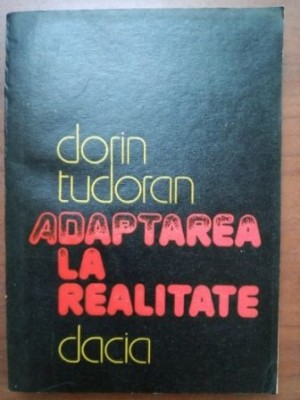 dorin
tudoran
ADAPTAREA
LA
REALITATE
dacia